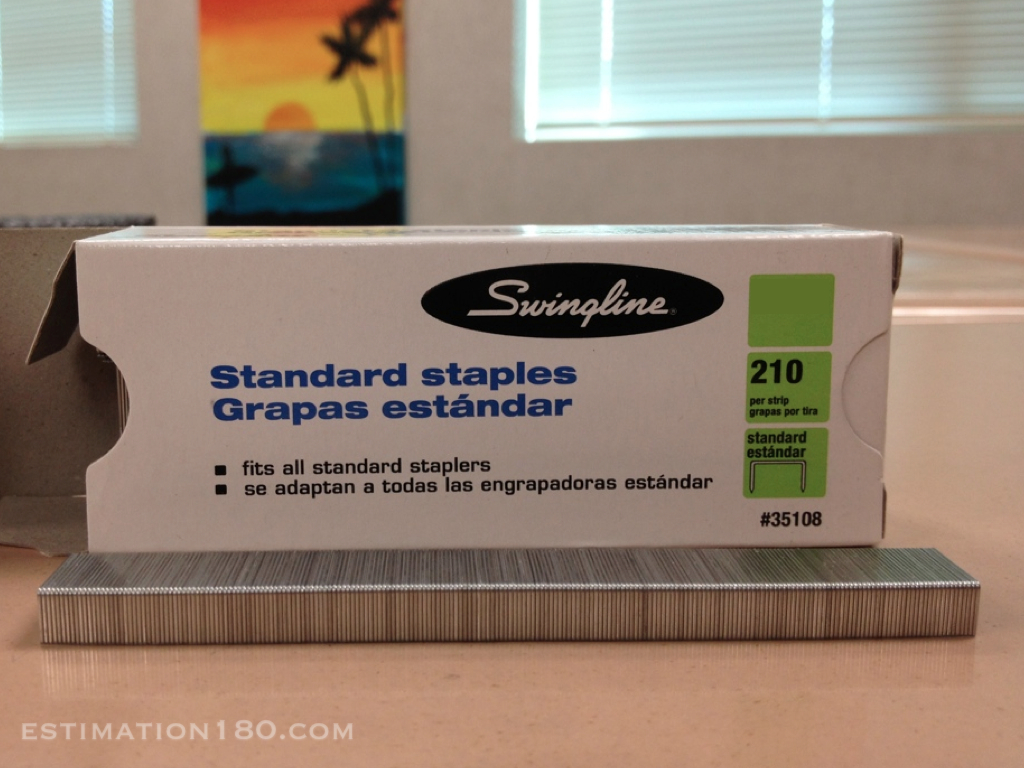 Swingline®
Standard staples
Grapas estándar
▪ fits all standard staplers
▪ se adaptan a todas las engrapadoras estándar
210
per strip
grapas por tira
standard
estándar
#35108
ESTIMATION180.COM